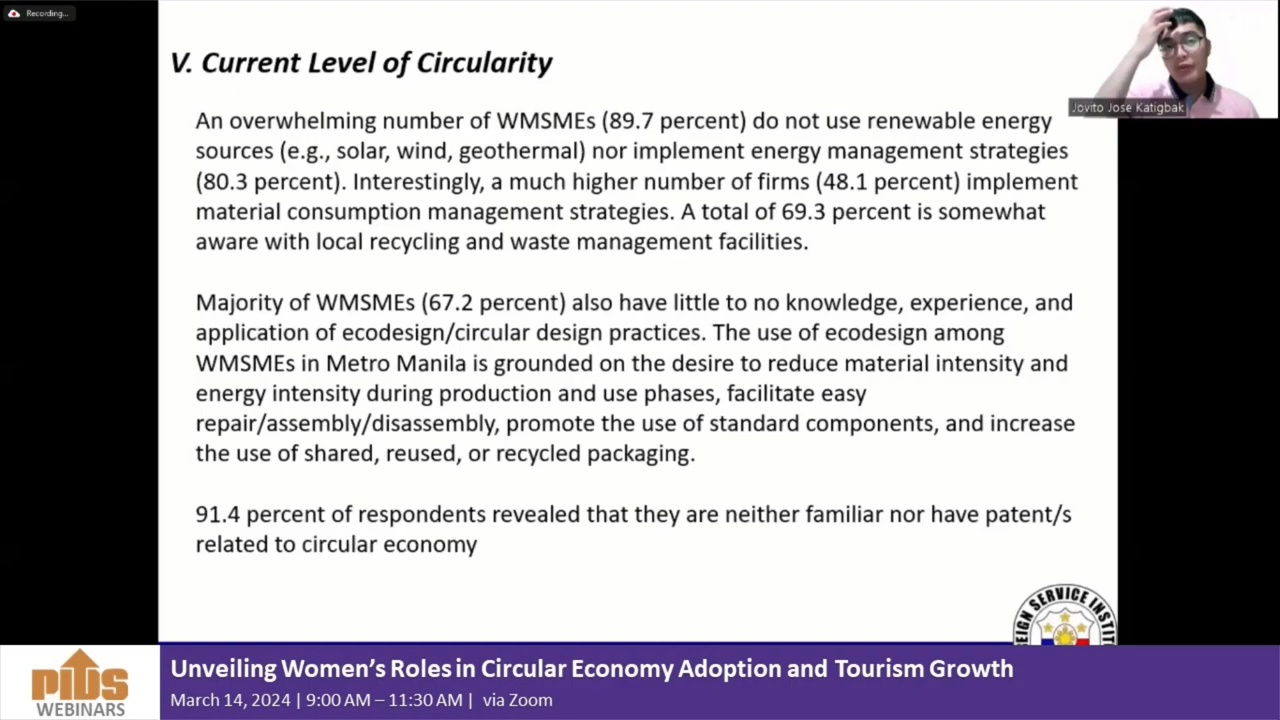 Recording...
V. Current Level of Circularity
Jovito Jose Katigbak
An overwhelming number of WMSMEs (89.7 percent) do not use renewable energy
sources (e.g., solar, wind, geothermal) nor implement energy management strategies
(80.3 percent). Interestingly, a much higher number of firms (48.1 percent) implement
material consumption management strategies. A total of 69.3 percent is somewhat
aware with local recycling and waste management facilities.
Majority of WMSMEs (67.2 percent) also have little to no knowledge, experience, and
application of ecodesign/circular design practices. The use of ecodesign among
WMSMEs in Metro Manila is grounded on the desire to reduce material intensity and
energy intensity during production and use phases, facilitate easy
repair/assembly/disassembly, promote the use of standard components, and increase
the use of shared, reused, or recycled packaging.
91.4 percent of respondents revealed that they are neither familiar nor have patent/s
related to circular economy
EIGN SERVICE INSTI
pids
WEBINARS
Unveiling Women's Roles in Circular Economy Adoption and Tourism Growth
March 14, 2024 | 9:00 AM – 11:30 AM | via Zoom